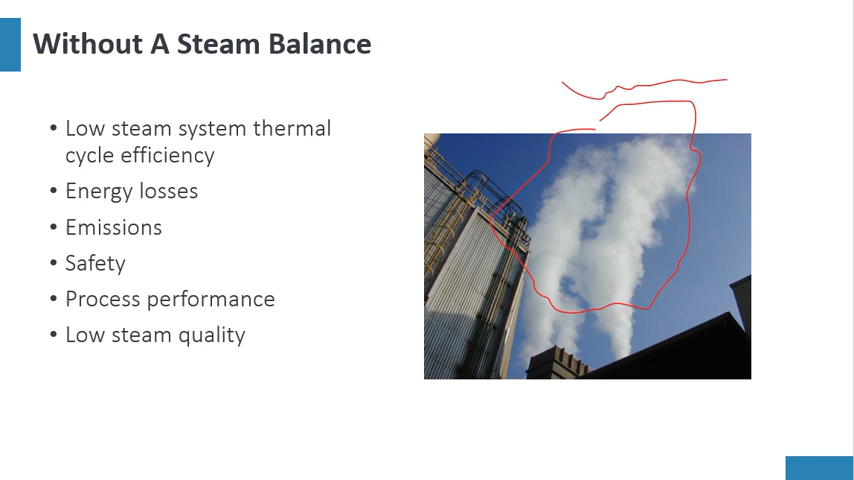 Without A Steam Balance
• Low steam system thermal
cycle efficiency
• Energy losses
• Emissions
• Safety
• Process performance
• Low steam quality